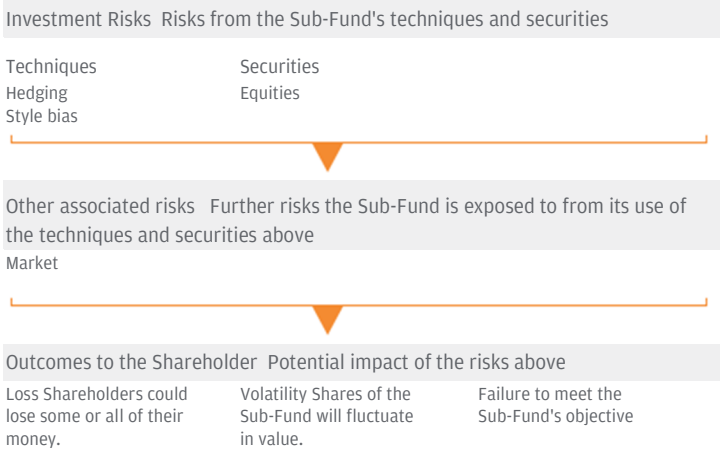 Investment Risks Risks from the Sub-Fund's techniques and securities
Techniques
Hedging
Style bias
Securities
Equities
Other associated risks Further risks the Sub-Fund is exposed to from its use of
the techniques and securities above
Market
Outcomes to the Shareholder Potential impact of the risks above
Loss Shareholders could
lose some or all of their
money.
Volatility Shares of the
Sub-Fund will fluctuate
in value.
Failure to meet the
Sub-Fund's objective